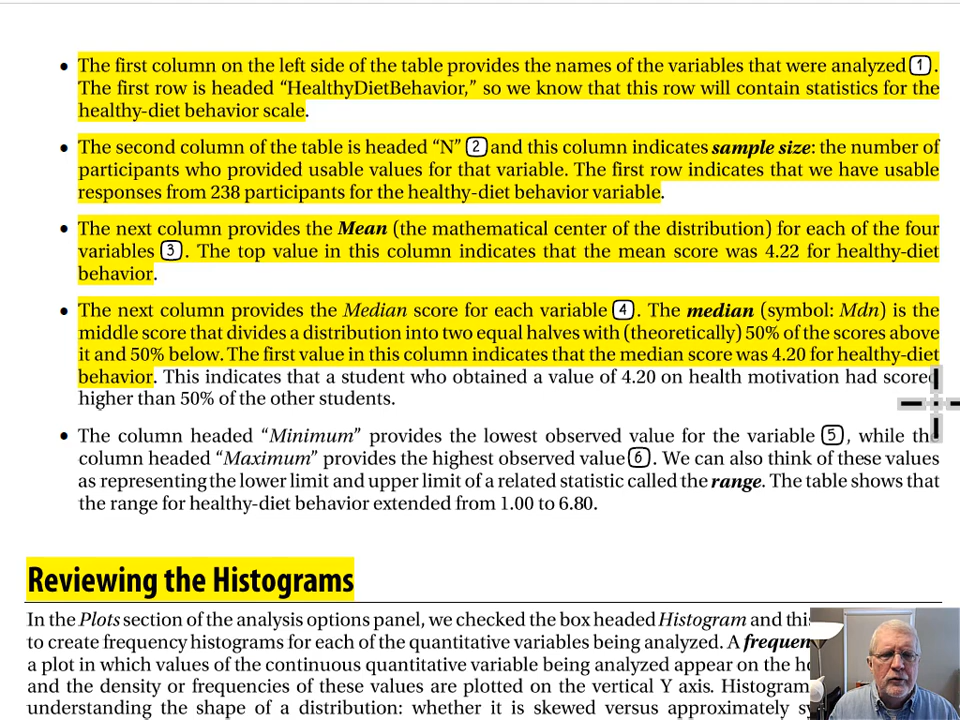 • The first column on the left side of the table provides the names of the variables that were analyzed 1.
The first row is headed “HealthyDietBehavior,” so we know that this row will contain statistics for the
healthy-diet behavior scale.
• The second column of the table is headed “N” 2 and this column indicates sample size: the number of
participants who provided usable values for that variable. The first row indicates that we have usable
responses from 238 participants for the healthy-diet behavior variable.
• The next column provides the Mean (the mathematical center of the distribution) for each of the four
variables 3. The top value in this column indicates that the mean score was 4.22 for healthy-diet
behavior.
• The next column provides the Median score for each variable 4. The median (symbol: Mdn) is the
middle score that divides a distribution into two equal halves with (theoretically) 50% of the scores above
it and 50% below. The first value in this column indicates that the median score was 4.20 for healthy-diet
behavior. This indicates that a student who obtained a value of 4.20 on health motivation had scored
higher than 50% of the other students.
• The column headed “Minimum” provides the lowest observed value for the variable 5, while the
column headed “Maximum” provides the highest observed value 6. We can also think of these values
as representing the lower limit and upper limit of a related statistic called the range. The table shows that
the range for healthy-diet behavior extended from 1.00 to 6.80.
Reviewing the Histograms
In the Plots section of the analysis options panel, we checked the box headed Histogram and
to create frequency histograms for each of the quantitative variables being analyzed. A
a plot in which values of the continuous quantitative variable being analyzed appear on the
and the density or frequencies of these values are plotted on the vertical Y axis.
understanding the shape of a distribution: whether it is skewed versus approximately